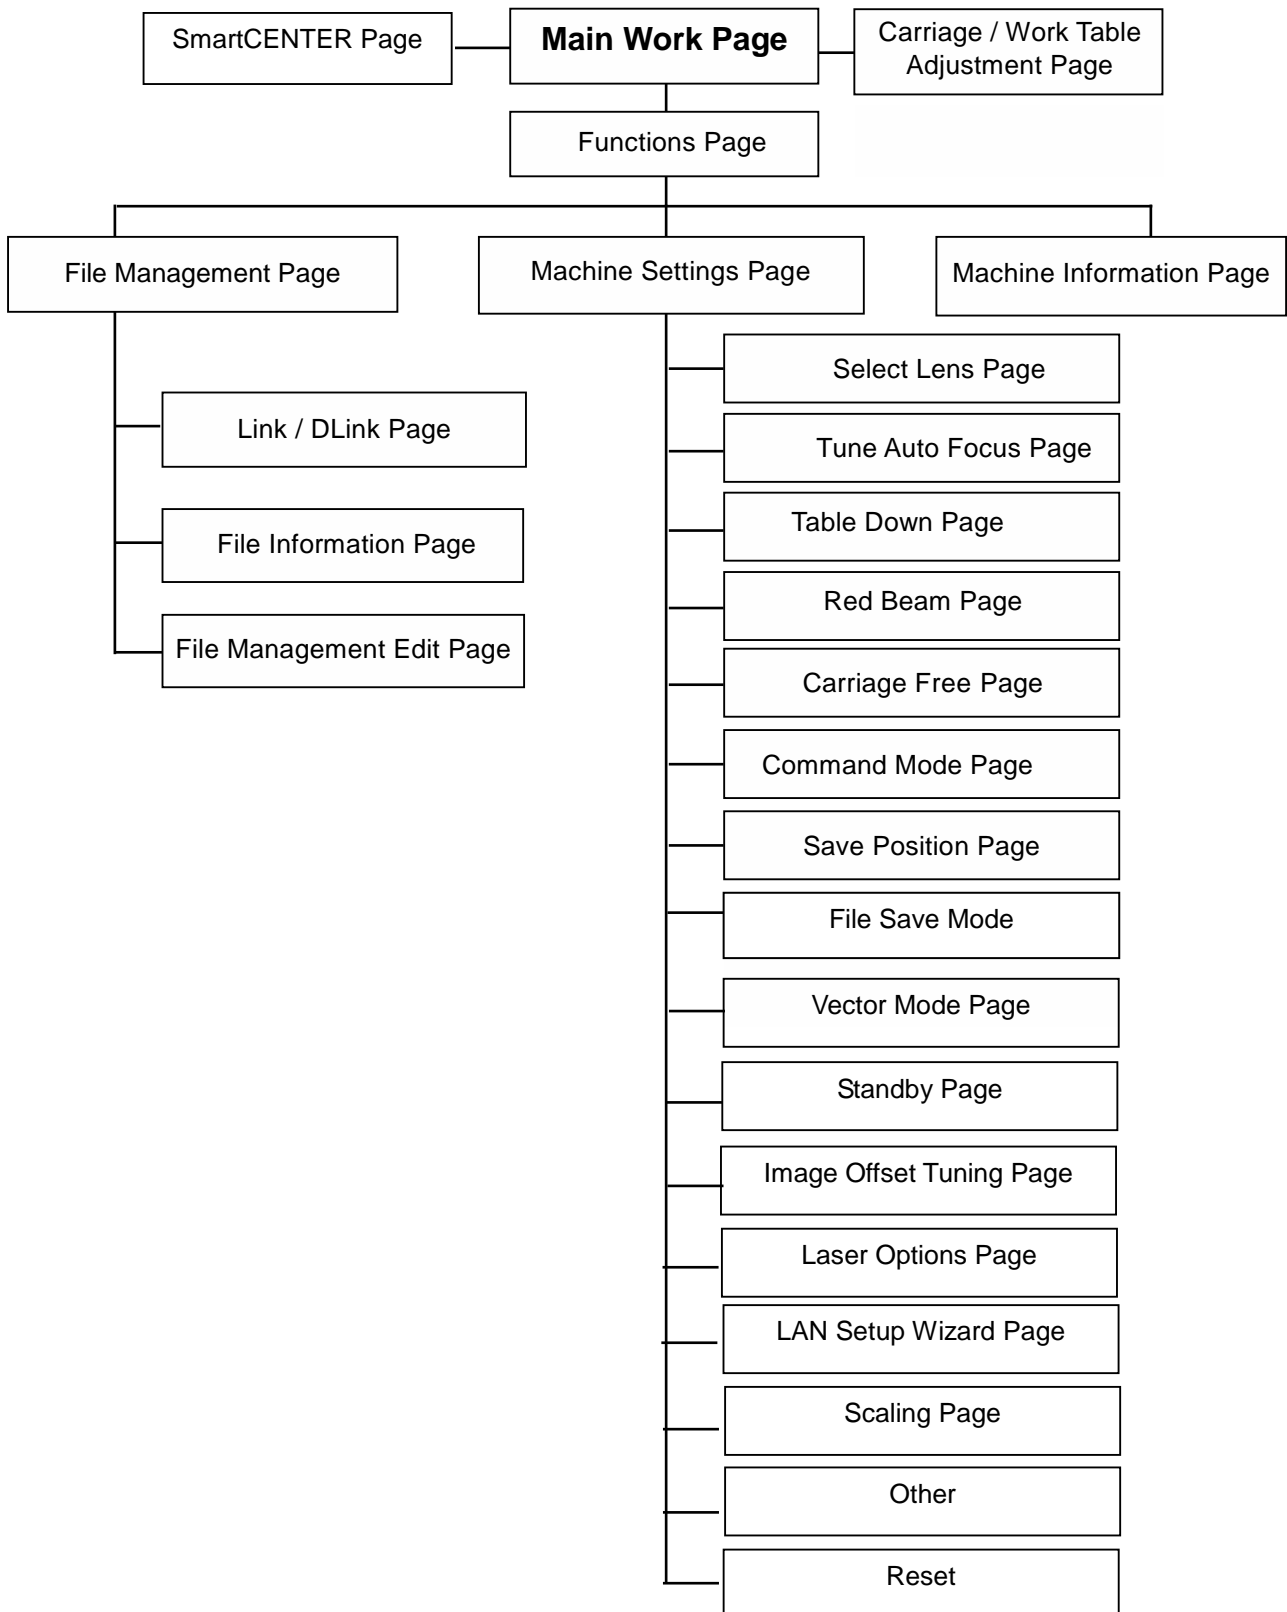 SmartCENTER Page
Main Work Page
Carriage / Work Table
Adjustment Page
Functions Page
File Management Page
Machine Settings Page
Machine Information Page
Link / DLink Page
File Information Page
File Management Edit Page
Select Lens Page
Tune Auto Focus Page
Table Down Page
Red Beam Page
Carriage Free Page
Command Mode Page
Save Position Page
File Save Mode
Vector Mode Page
Standby Page
Image Offset Tuning Page
Laser Options Page
LAN Setup Wizard Page
Scaling Page
Other
Reset